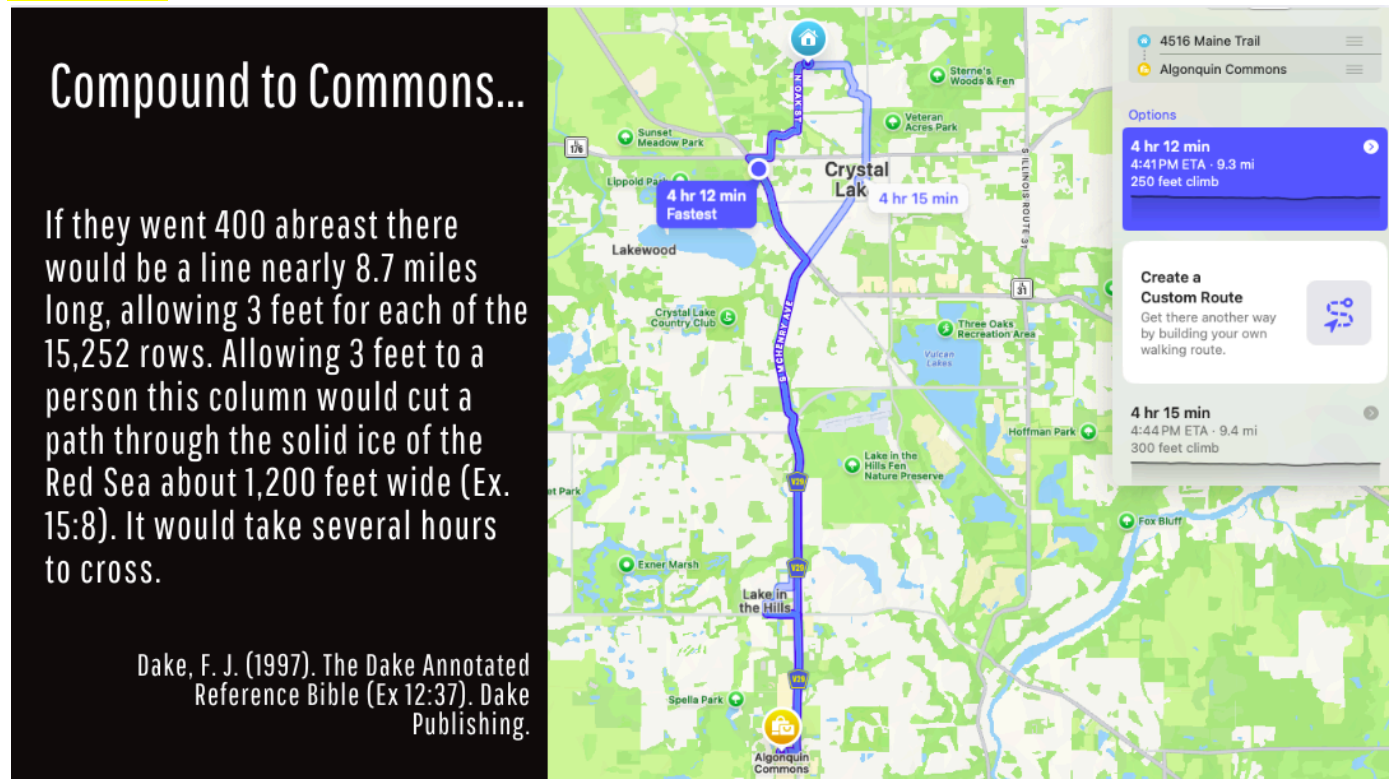 Compound to Commons...
If they went 400 abreast there
would be a line nearly 8.7 miles
long, allowing 3 feet for each of the
15,252 rows. Allowing 3 feet to a
person this column would cut a
path through the solid ice of the
Red Sea about 1,200 feet wide (Ex.
15:8). It would take several hours
to cross.
Dake, F. J. (1997). The Dake Annotated
Reference Bible (Ex 12:37). Dake
Publishing.
N OAK ST
Sterne's
Woods & Fen
Veteran
Acres Park
Sunset
Meadow Park
IL
176
Lippold
Crystal
4 hr 12 min
Fastest
4 hr 15 min
S ILLINOIS ROUTE
Lakewood
IL
31
Crystal Lake
Country Club
Three Oaks
Recreation Area
Vulcan
Lakes
S MCHENRY AVE
Hoffman Park
Lake in the
Hills Fen
Nature Preserve
V29
et Park
Fox Bluff
Exner Marsh
V29
Lake in
the Hills
V29
Spella Park
Algonquin
Commons
4516 Maine Trail
Algonquin Commons
Options
4 hr 12 min
4:41 PM ETA · 9.3 mi
250 feet climb
Create a
Custom Route
Get there another way
by building your own
walking route.
4 hr 15 min
4:44 PM ETA · 9.4 mi
300 feet climb